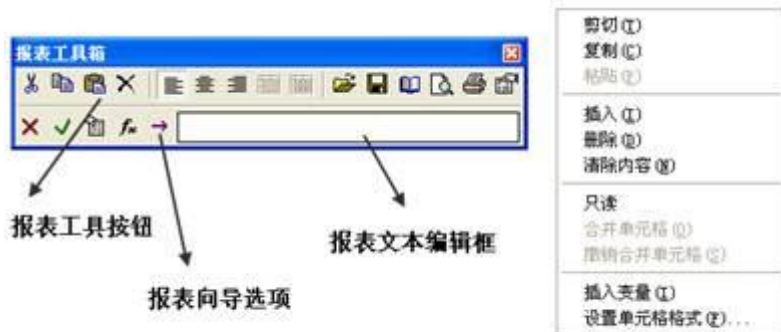 报表工具箱
报表工具按钮
报表文本编辑框
报表向导选项
剪切(T)
复制(C)
粘贴(P)
插入(I)
删除(D)
清除内容(N)
只读
合并单元格(Q)
撤销合并单元格(S)
插入变量(I)
设置单元格格式(F)...